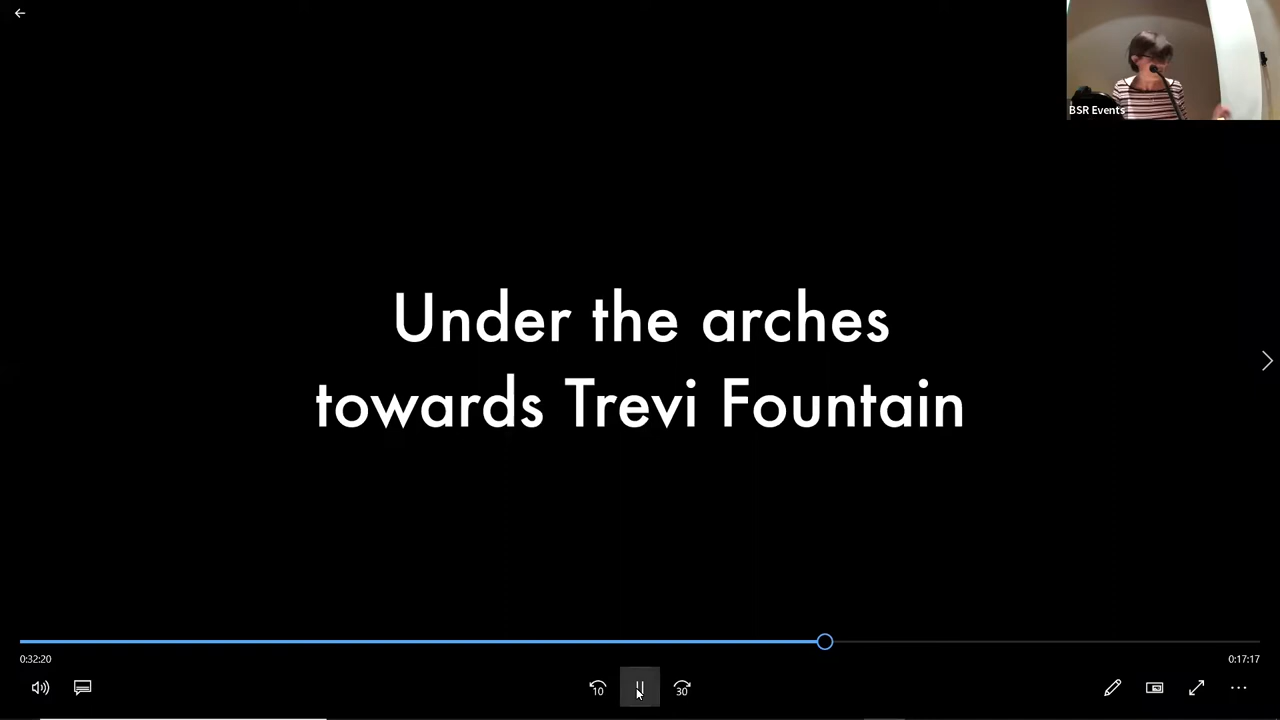 BSR Events
Under the arches
towards Trevi Fountain
0:32:20
0:17:17
10
30